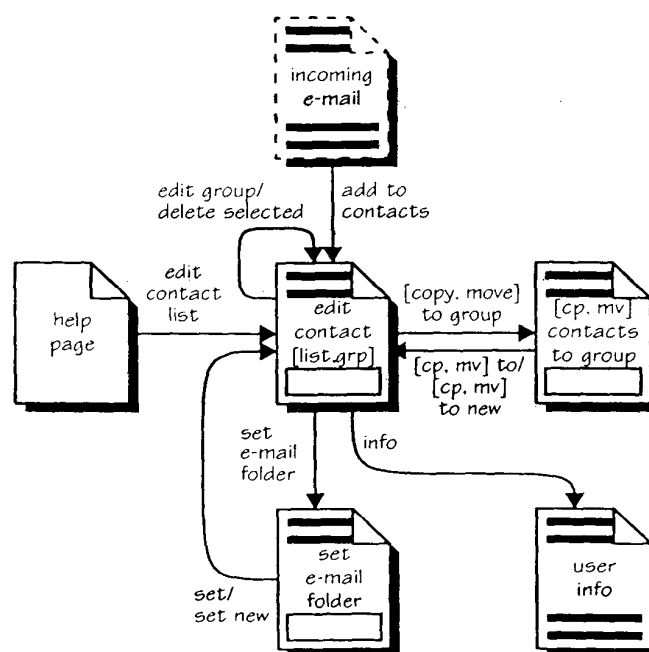 incoming
e-mail
edit group/
delete selected
add to
contacts
edit
contact
list
help
page
edit
contact
[list.grp]
[copy. move]
to group
[cp. mv]
contacts
to group
[cp, mv] to/
[cp, mv]
to new
set
e-mail
folder
info
set/
set new
set
e-mail
folder
user
info